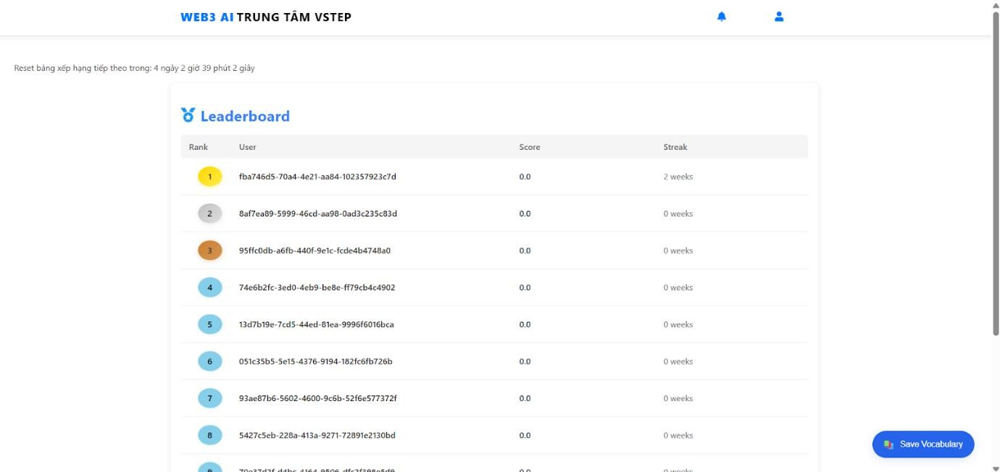 WEB3 AI TRUNG TÂM VSTEP
Reset bảng xếp hạng tiếp theo trong: 4 ngày 2 giờ 39 phút 2 giây
Leaderboard
Rank User Score Streak
1 fba746d5-70a4-4e21-aa84-102357923c7d 0.0 2 weeks
2 8af7ea89-5999-46cd-aa98-0ad3c235c83d 0.0 0 weeks
3 95ffc0db-a6fb-440f-9e1c-fcde4b4748a0 0.0 0 weeks
4 74e6b2fc-3ed0-4eb9-be8e-ff79cb4c4902 0.0 0 weeks
5 13d7b19e-7cd5-44ed-81ea-9996f6016bca 0.0 0 weeks
6 051c35b5-5e15-4376-9194-182fc6fb726b 0.0 0 weeks
7 93ae87b6-5602-4600-9c6b-52f6e577372f 0.0 0 weeks
8 5427c5eb-228a-413a-9271-72891e2130bd 0.0 0 weeks
9 0.0 0 weeks
Save Vocabulary